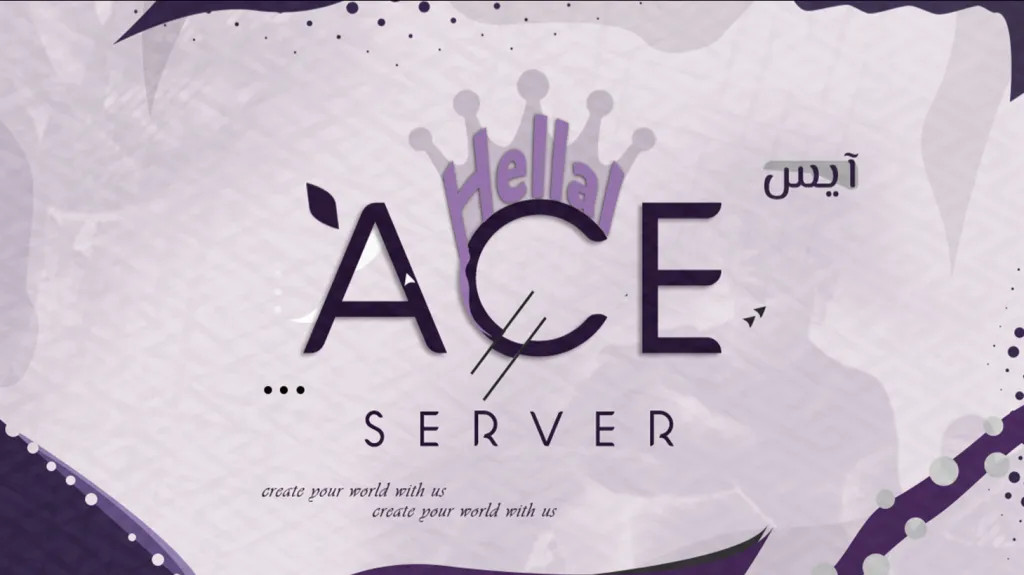 Hellal
آيس
ACE
SERVER
create your world with us
create your world with us